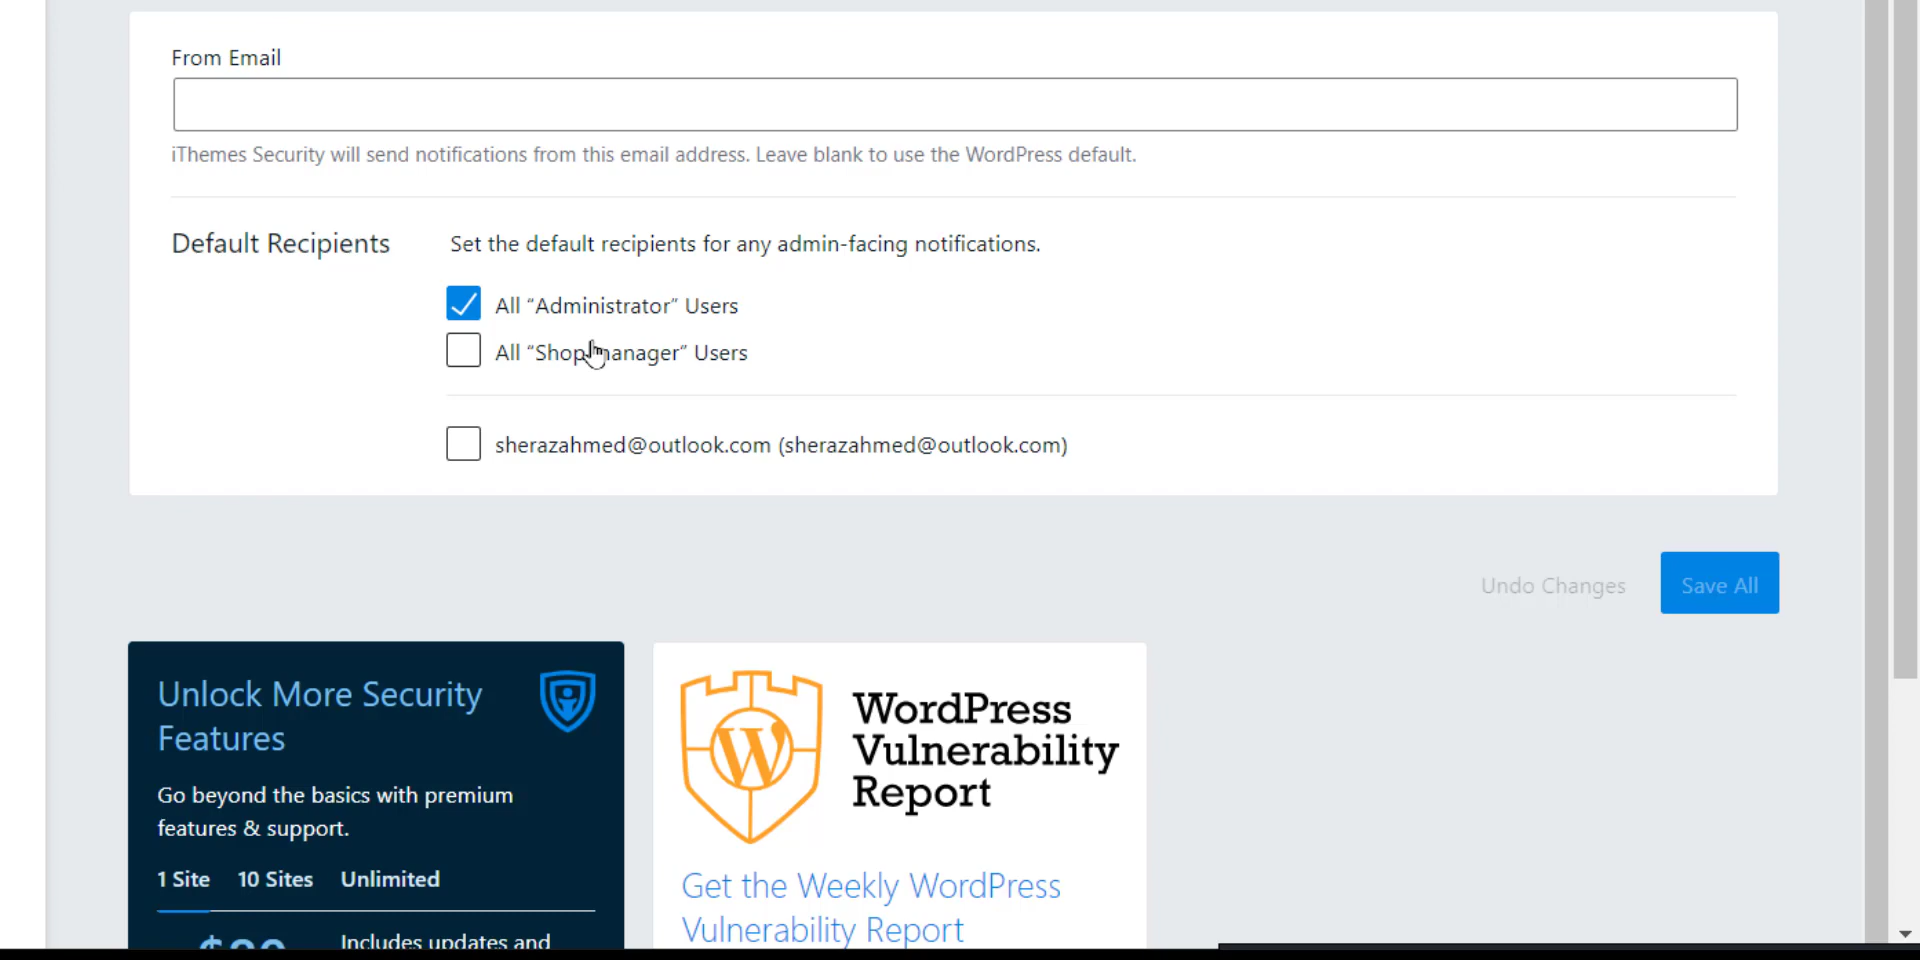 From Email
iThemes Security will send notifications from this email address. Leave blank to use the WordPress default.
Default Recipients
Set the default recipients for any admin-facing notifications.
All “Administrator” Users
All “Shop manager” Users
sherazahmed@outlook.com (sherazahmed@outlook.com)
Undo Changes
Save All
Unlock More Security
Features
Go beyond the basics with premium
features & support.
1 Site
10 Sites
Unlimited
Includes updates and
WordPress
Vulnerability
Report
Get the Weekly WordPress
Vulnerability Report